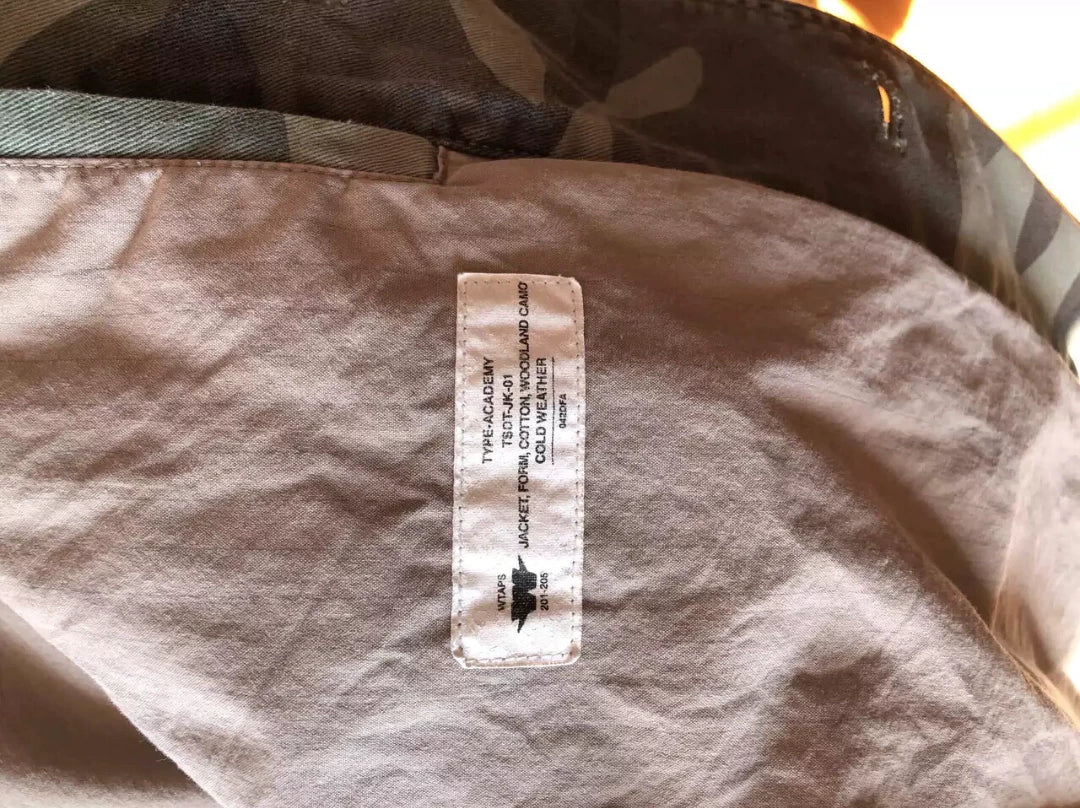 TYPE-ACADEMY
TSDT-JK-01
JACKET, FORM, COTTON, WOODLAND CAMO
COLD WEATHER
042DFA
WTAPS
201-205